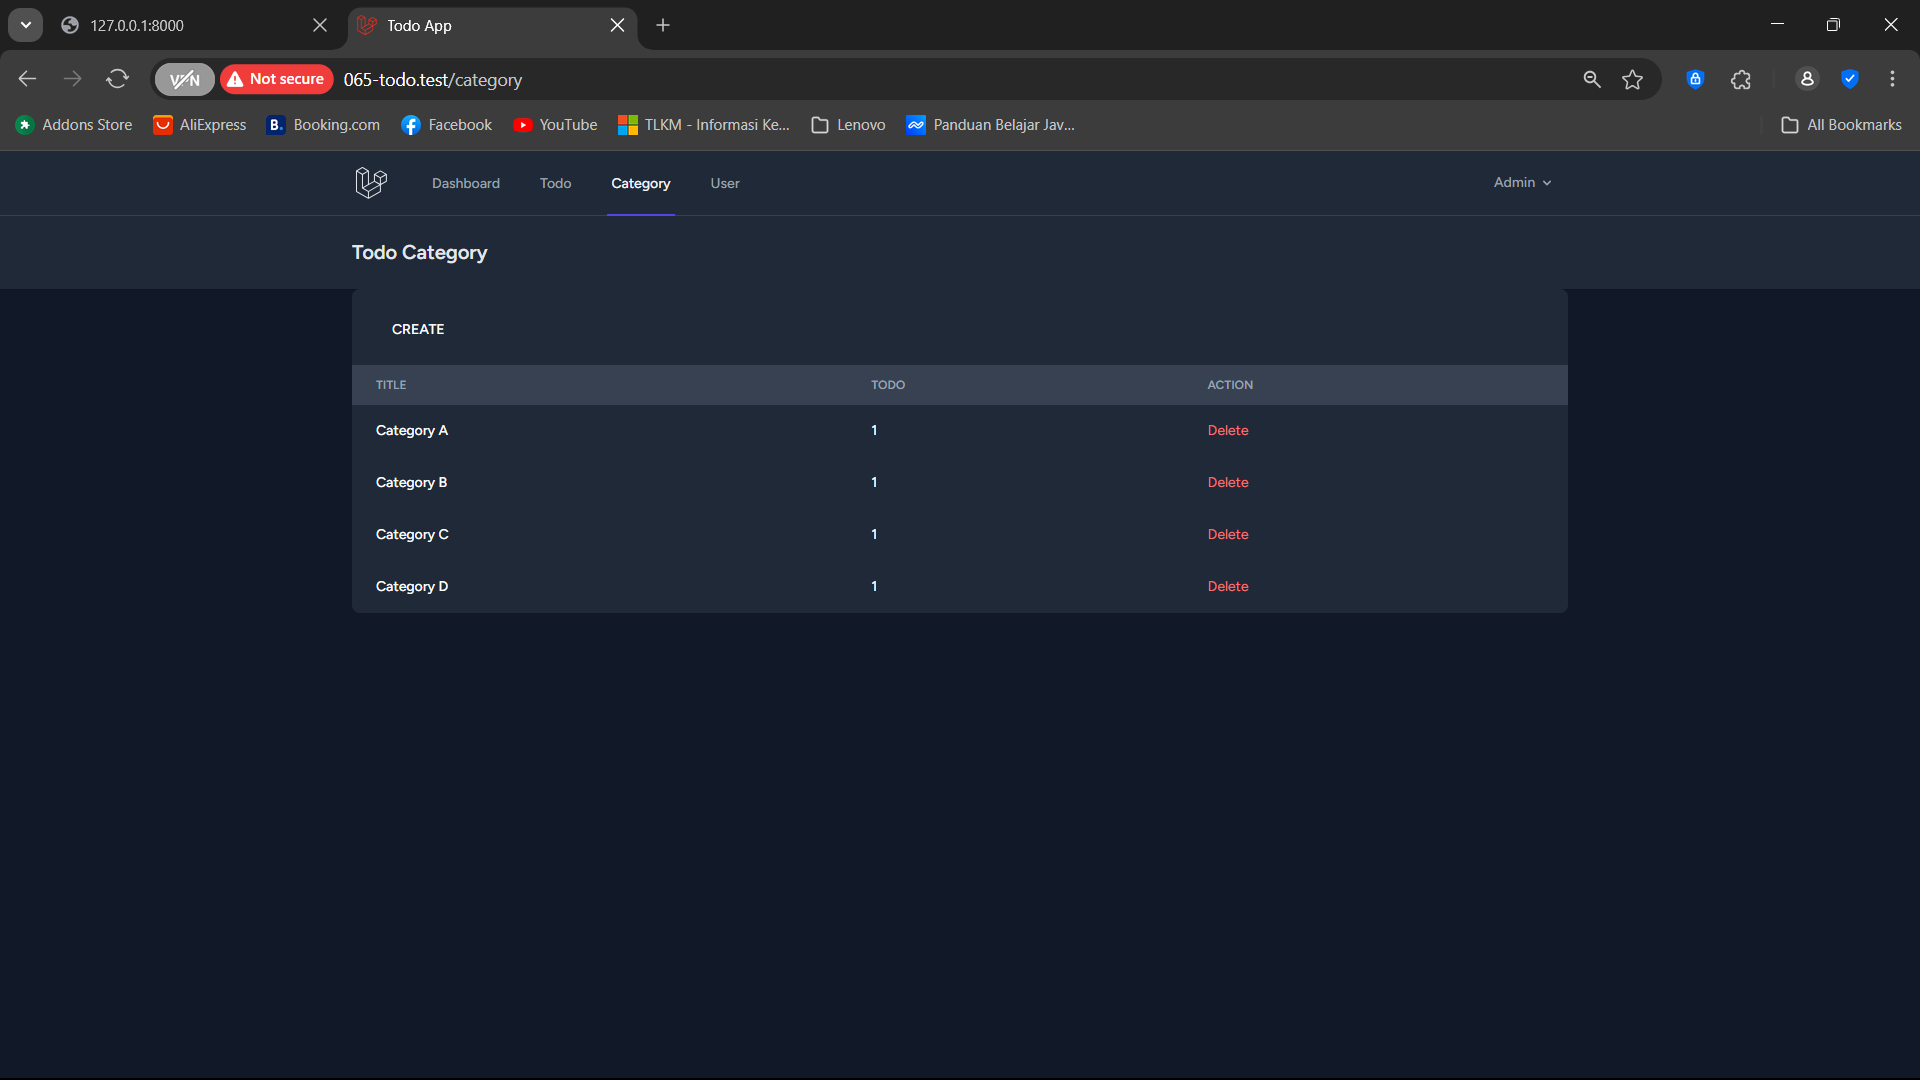 127.0.0.1:8000
Todo App
VPN
Not secure
065-todo.test/category
Addons Store
AliExpress
B. Booking.com
Facebook
YouTube
TLKM - Informasi Ke...
Lenovo
Panduan Belajar Jav...
All Bookmarks
Dashboard
Todo
Category
User
Admin
Todo Category
CREATE
TITLE TODO ACTION
Category A 1 Delete
Category B 1 Delete
Category C 1 Delete
Category D 1 Delete